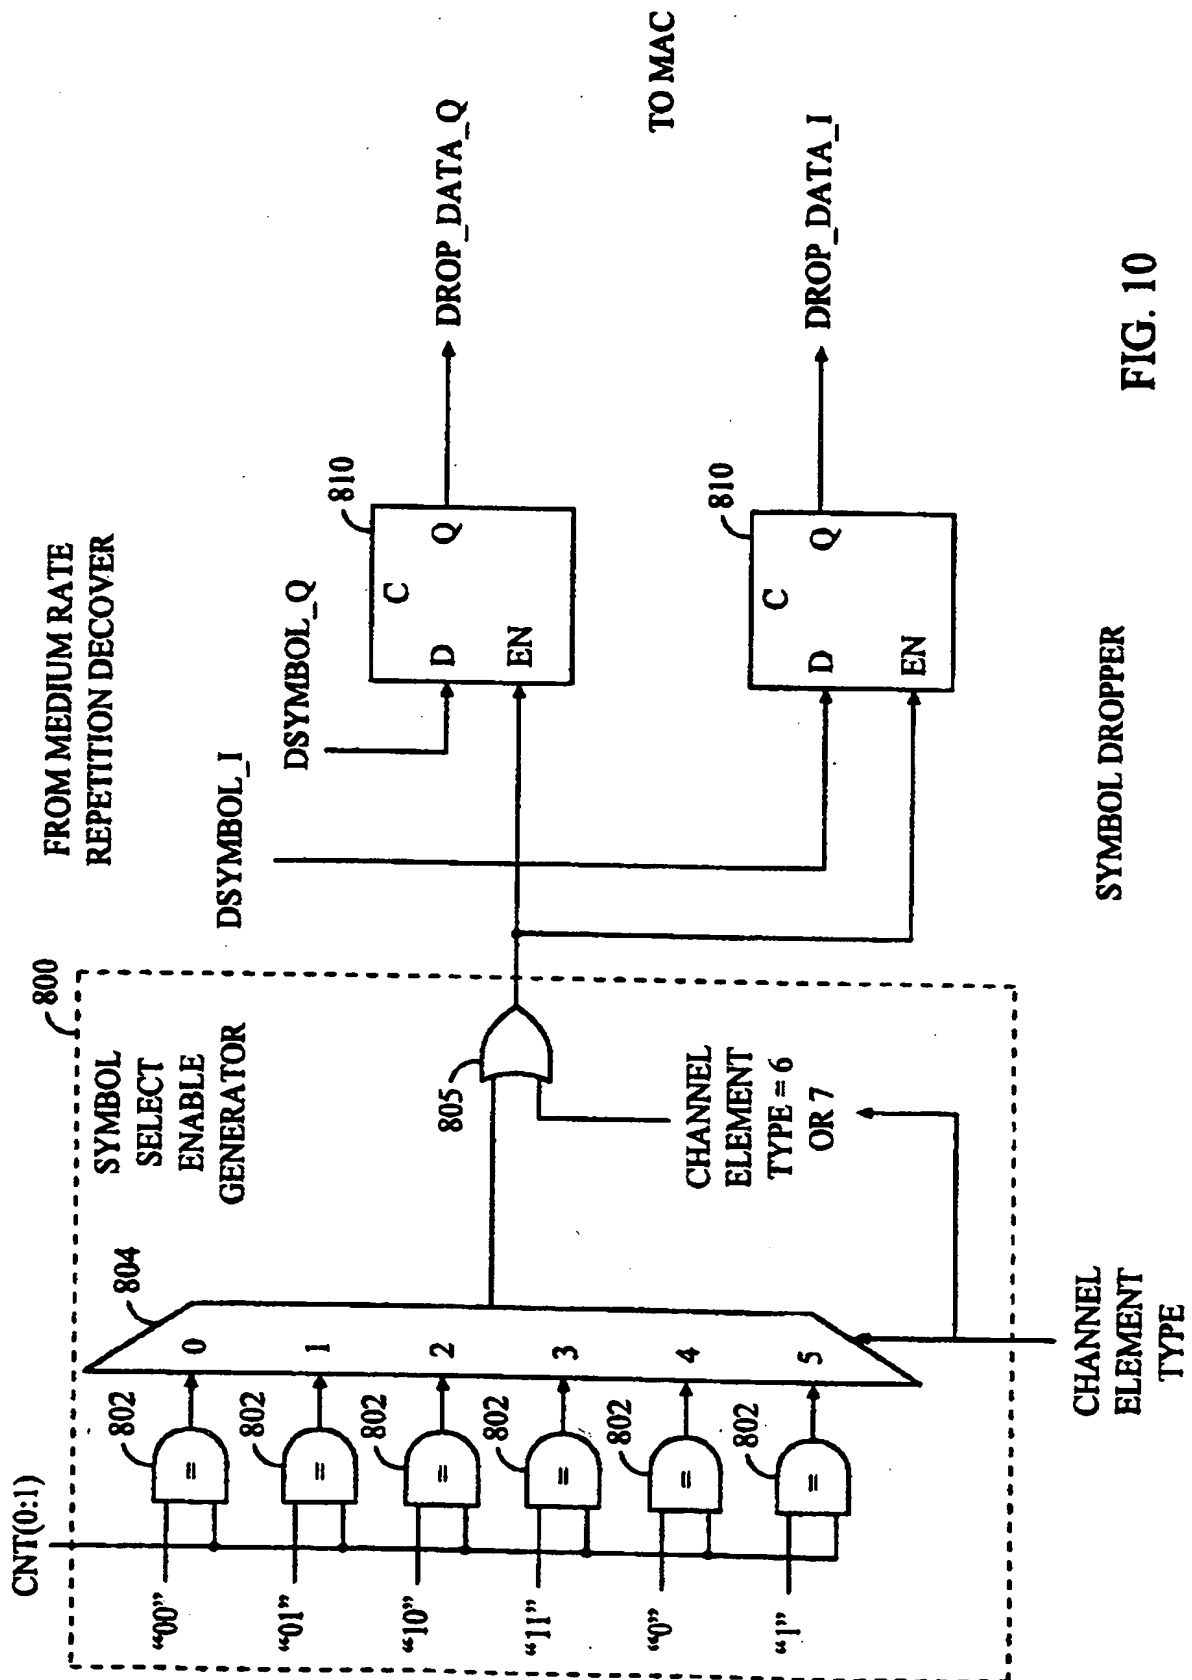 CNT(0:1)
"00"
"01"
"10"
"11"
"0"
"1"
802
802
802
802
802
802
=
=
=
=
=
=
0
1
2
3
4
5
804
CHANNEL
ELEMENT
TYPE
800
SYMBOL
SELECT
ENABLE
GENERATOR
805
CHANNEL
ELEMENT
TYPE = 6
OR 7
FROM MEDIUM RATE
REPETITION DECOVER
DSYMBOL_I
DSYMBOL_Q
810
D
C
Q
EN
DROP_DATA_Q
810
D
C
Q
EN
DROP_DATA_I
TO MAC
SYMBOL DROPPER
FIG. 10